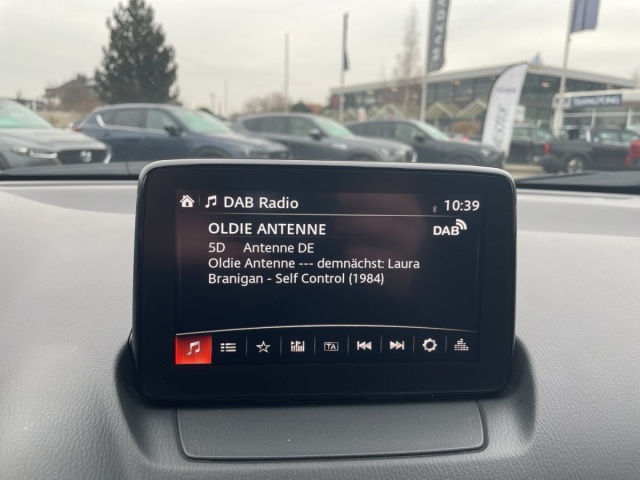 MAZDA
DAB Radio
10:39
OLDIE ANTENNE
DAB
5D Antenne DE
Oldie Antenne --- demnächst: Laura
Branigan - Self Control (1984)
TA